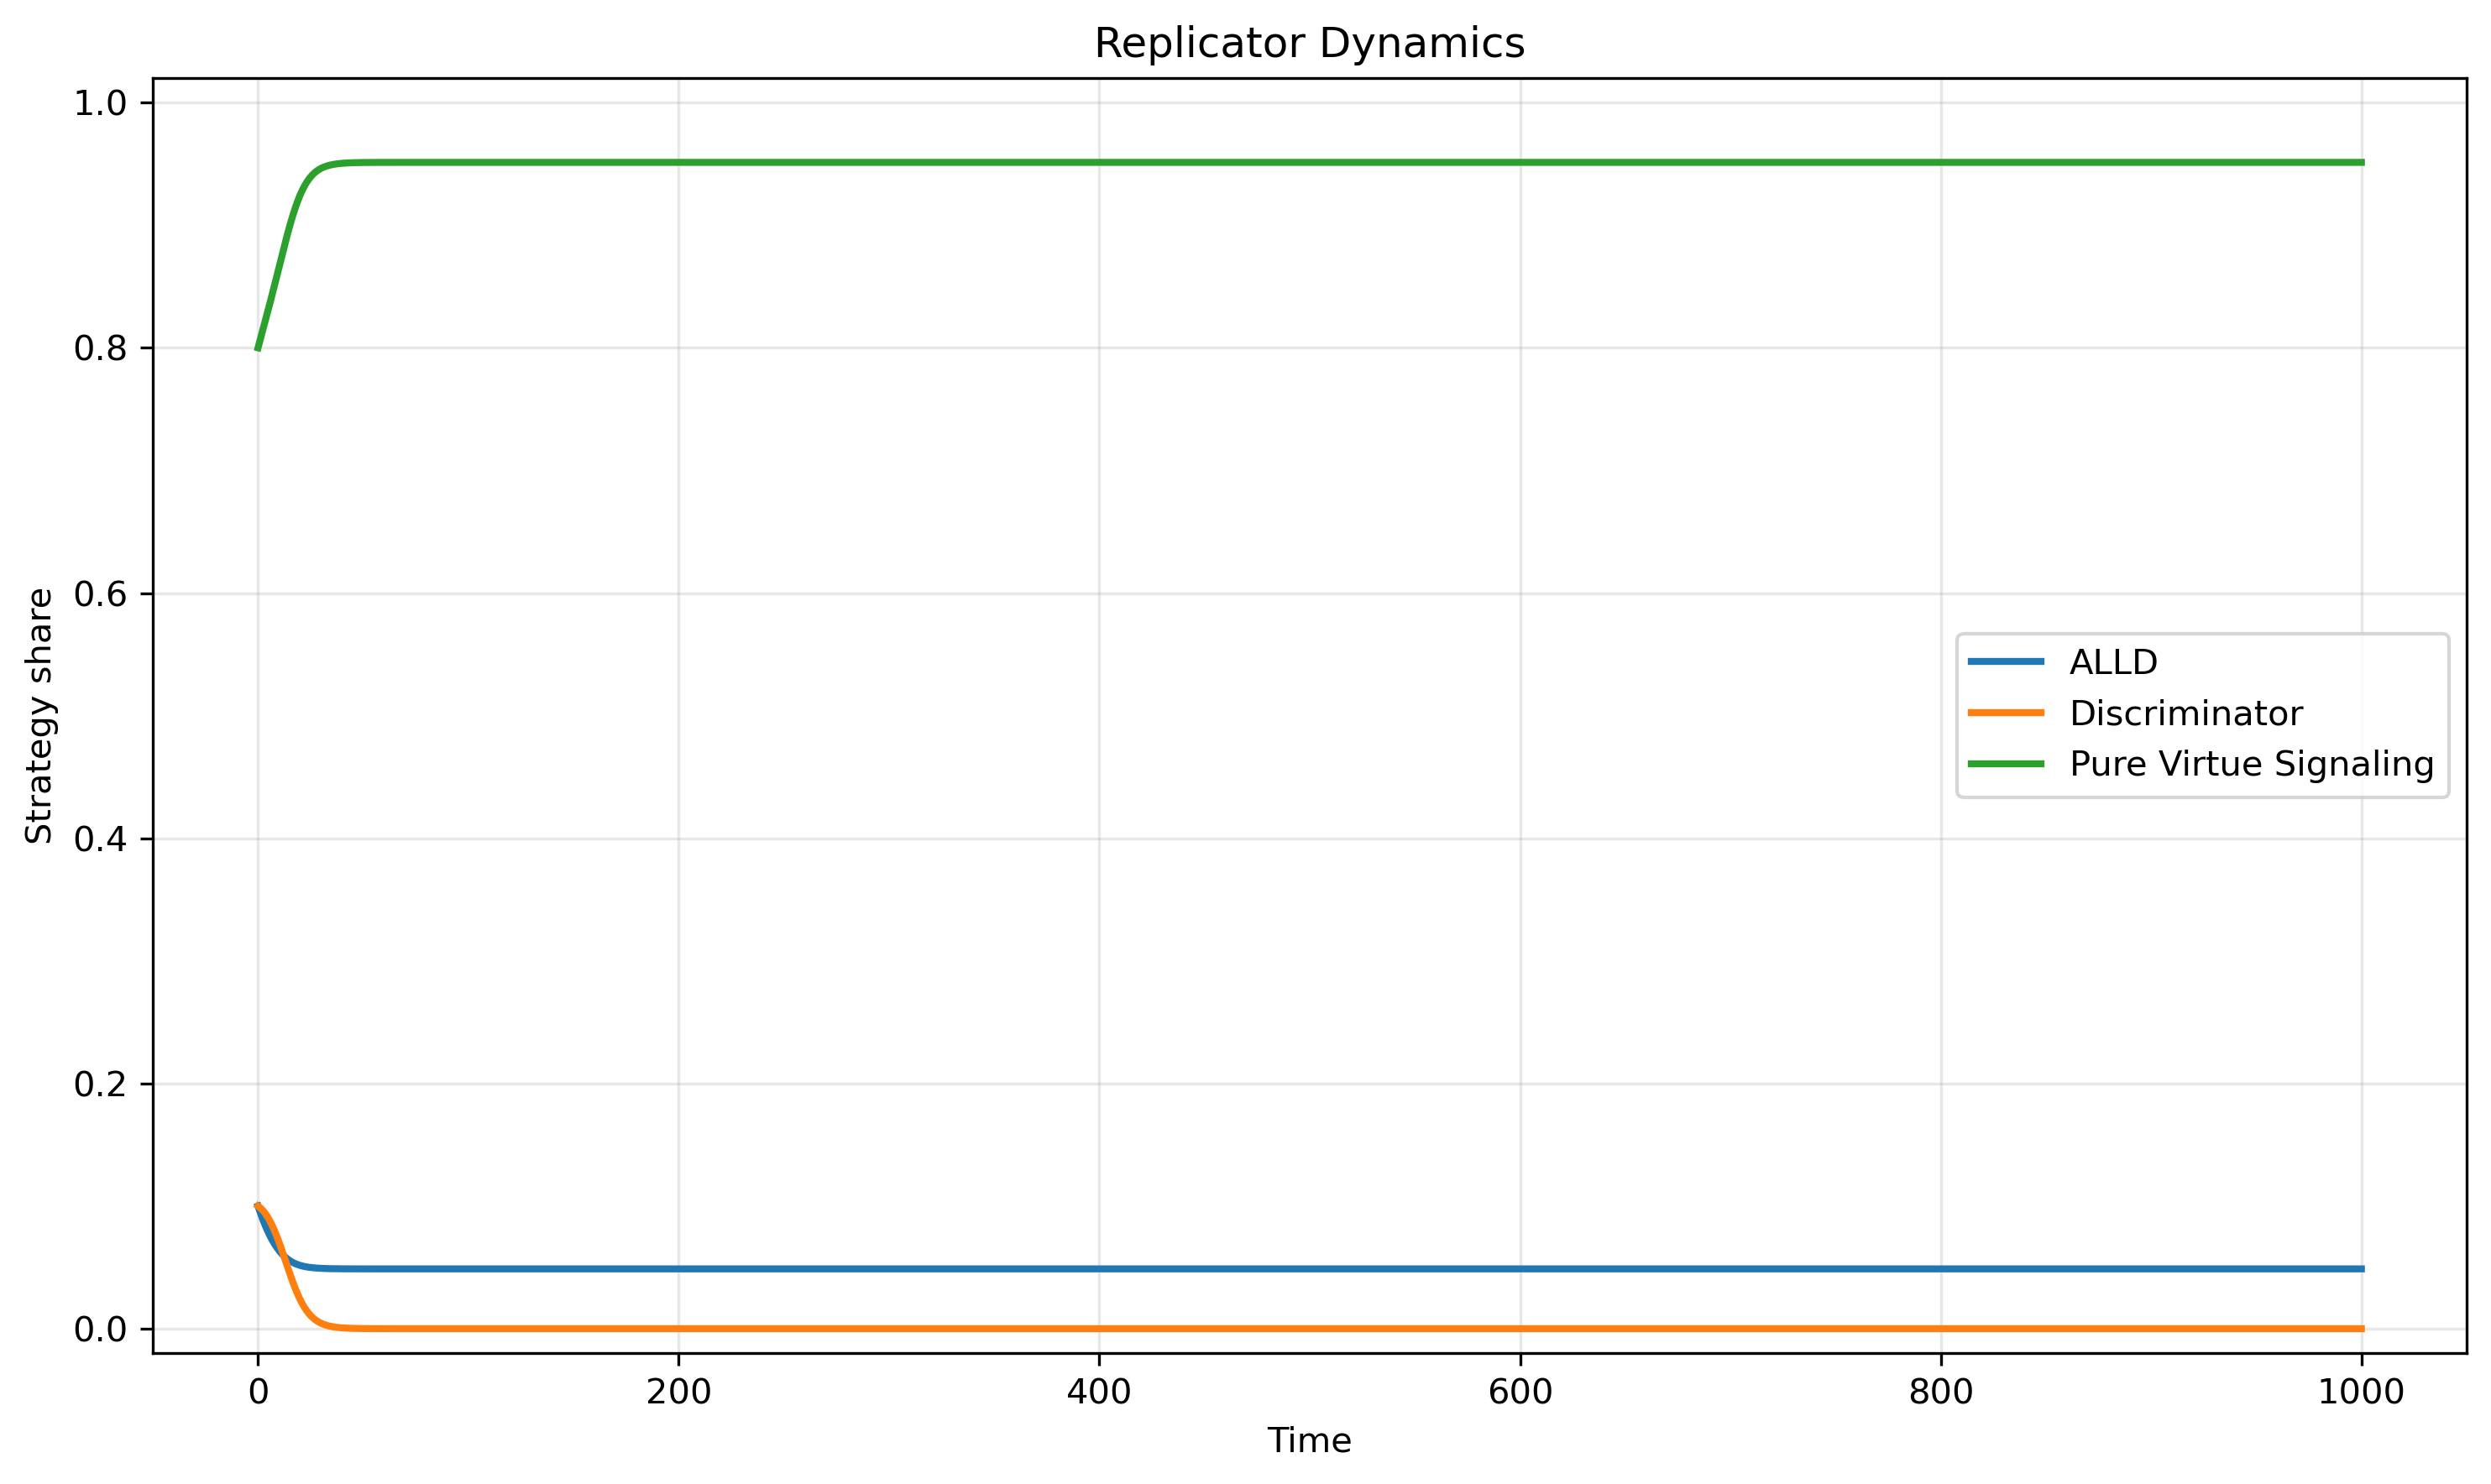 Replicator Dynamics
1.0
0.8
0.6
0.4
0.2
0.0
Strategy share
ALLD
Discriminator
Pure Virtue Signaling
0
200
400
600
800
1000
Time